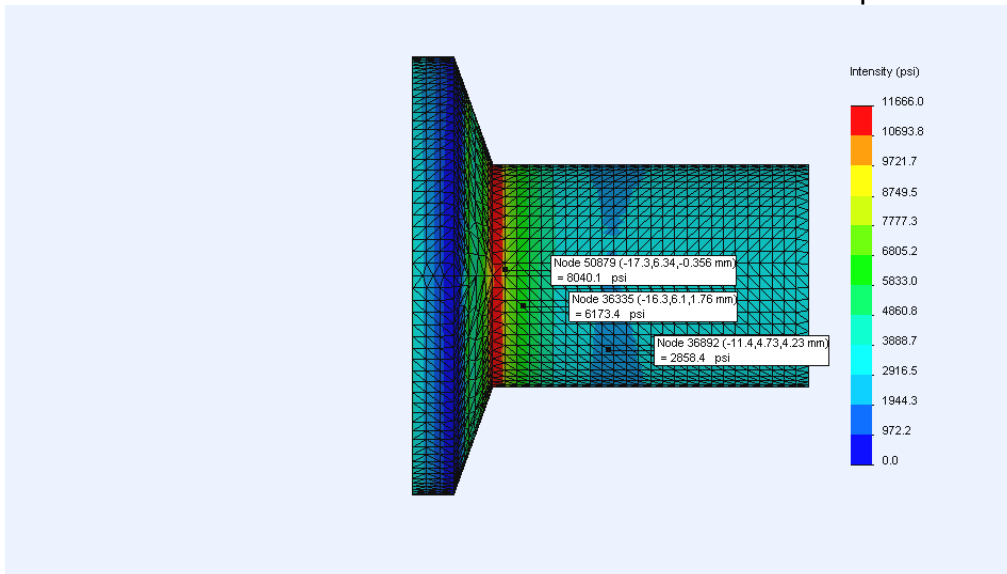 Intensity (psi)
11666.0
10693.8
9721.7
8749.5
7777.3
6805.2
5833.0
4860.8
3888.7
2916.5
1944.3
972.2
0.0
Node 50879 (-17.3,6.34,-0.356 mm)
= 8040.1 psi
Node 36335 (-16.3,6.1,1.76 mm)
= 6173.4 psi
Node 36892 (-11.4,4.73,4.23 mm)
= 2858.4 psi